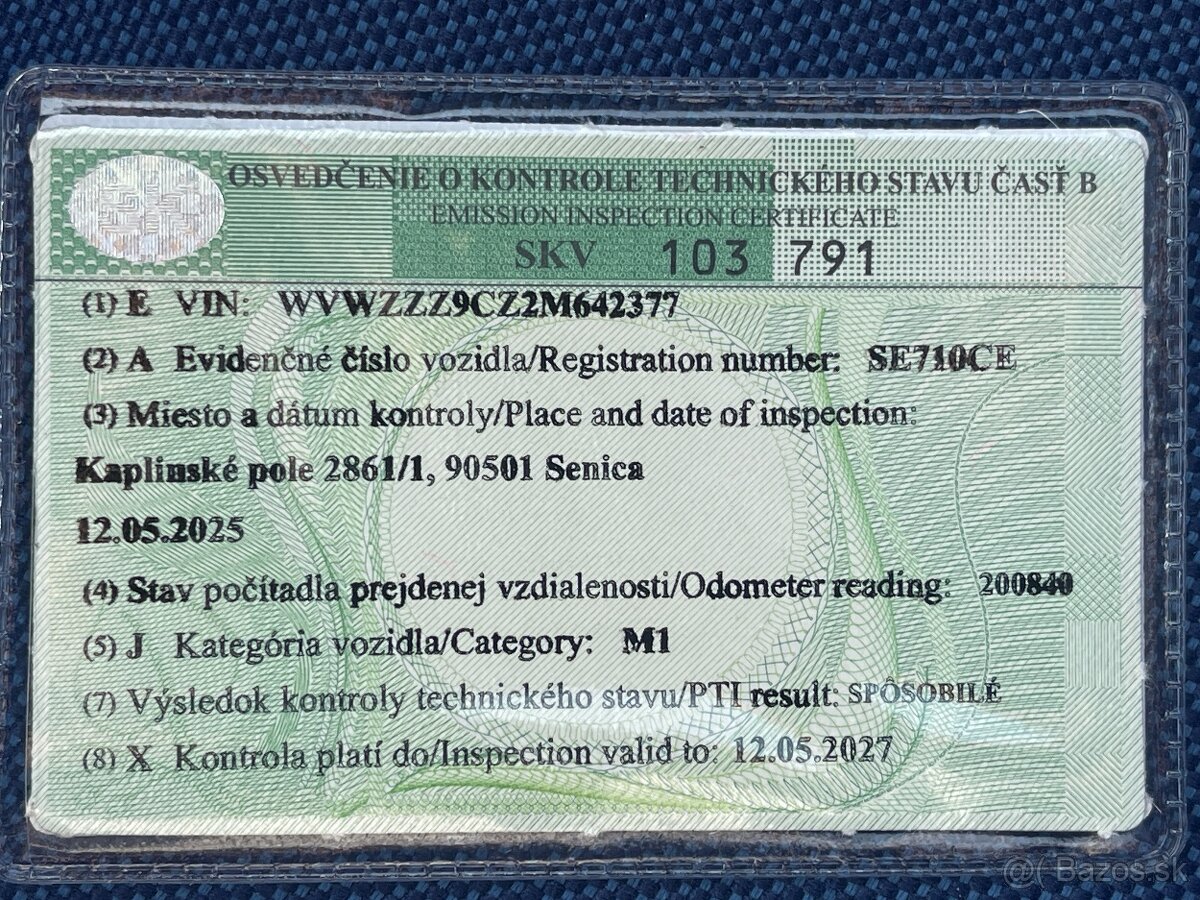 OSVEDČENIE O KONTROLE TECHNICKÉHO STAVU ČASŤ B
EMISSION INSPECTION CERTIFICATE
SKV 103 791
(1) E VIN: WVWZZZ9CZ2M642377
(2) A Evidenčné číslo vozidla/Registration number: SE710CE
(3) Miesto a dátum kontroly/Place and date of inspection:
Kaplinské pole 2861/1, 90501 Senica
12.05.2025
(4) Stav počítadla prejdenej vzdialenosti/Odometer reading: 200840
(5) J Kategória vozidla/Category: M1
(7) Výsledok kontroly technického stavu/PTI result: SPÔSOBILÉ
(8) X Kontrola platí do/Inspection valid to: 12.05.2027
@( Bazos.sk